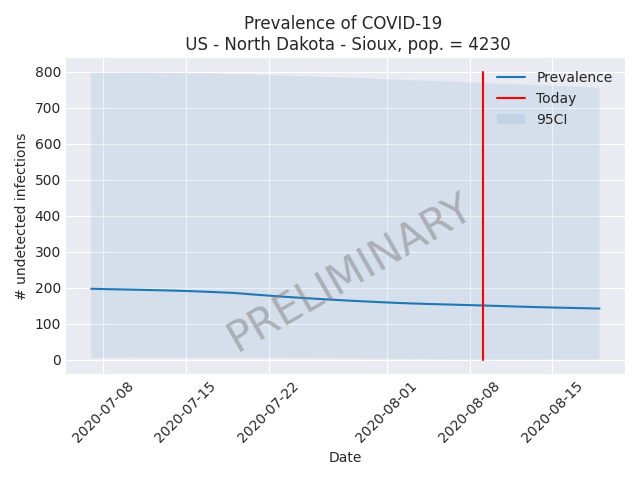 Prevalence of COVID-19
US - North Dakota - Sioux, pop. = 4230
800
700
600
500
400
300
200
100
0
# undetected infections
Prevalence
Today
95CI
PRELIMINARY
2020-07-08
2020-07-15
2020-07-22
2020-08-01
2020-08-08
2020-08-15
Date